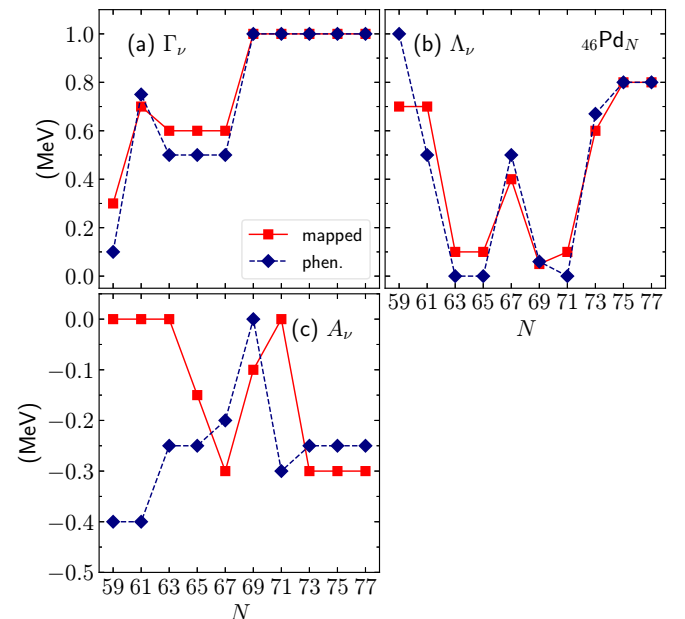 (a) Γν
(MeV)
1.0
0.8
0.6
0.4
0.2
0.0
mapped
phen.
(b) Λν
₄₆Pd_N
59 61 63 65 67 69 71 73 75 77
N
(c) Aν
(MeV)
0.0
−0.1
−0.2
−0.3
−0.4
−0.5
59 61 63 65 67 69 71 73 75 77
N